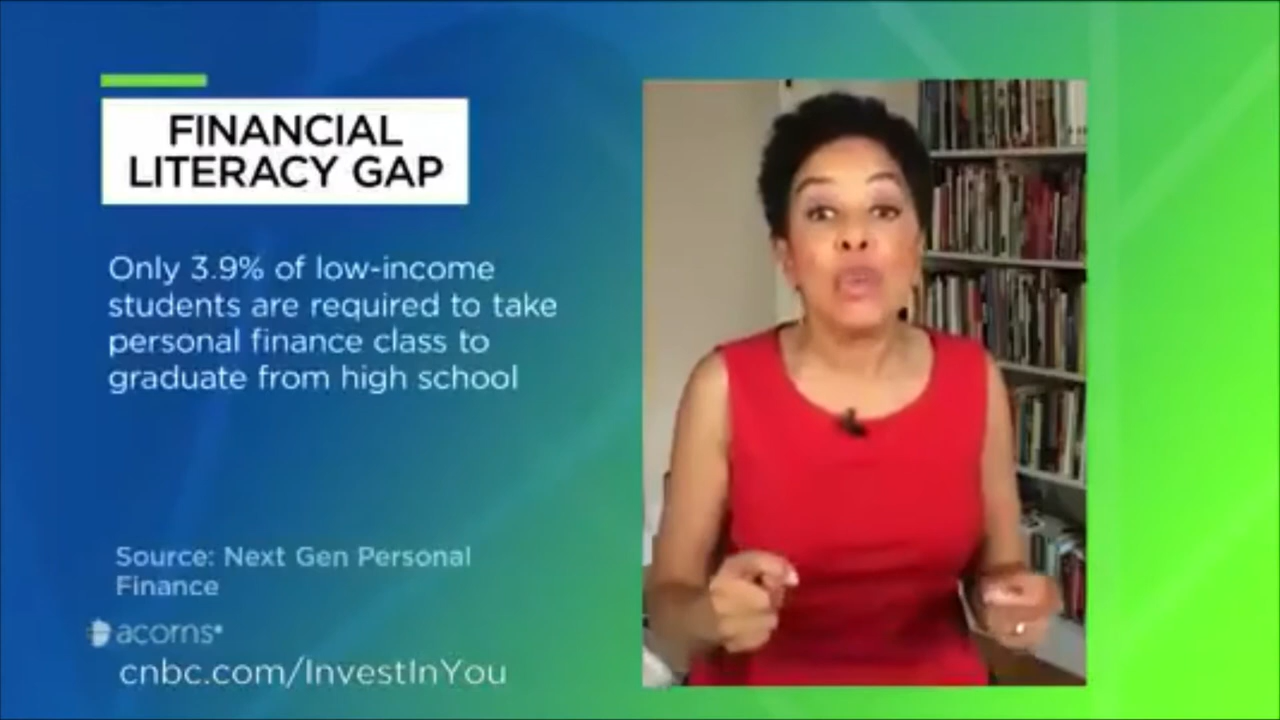 FINANCIAL
LITERACY GAP
Only 3.9% of low-income
students are required to take
personal finance class to
graduate from high school
Source: Next Gen Personal
Finance
acorns
cnbc.com/InvestInYou